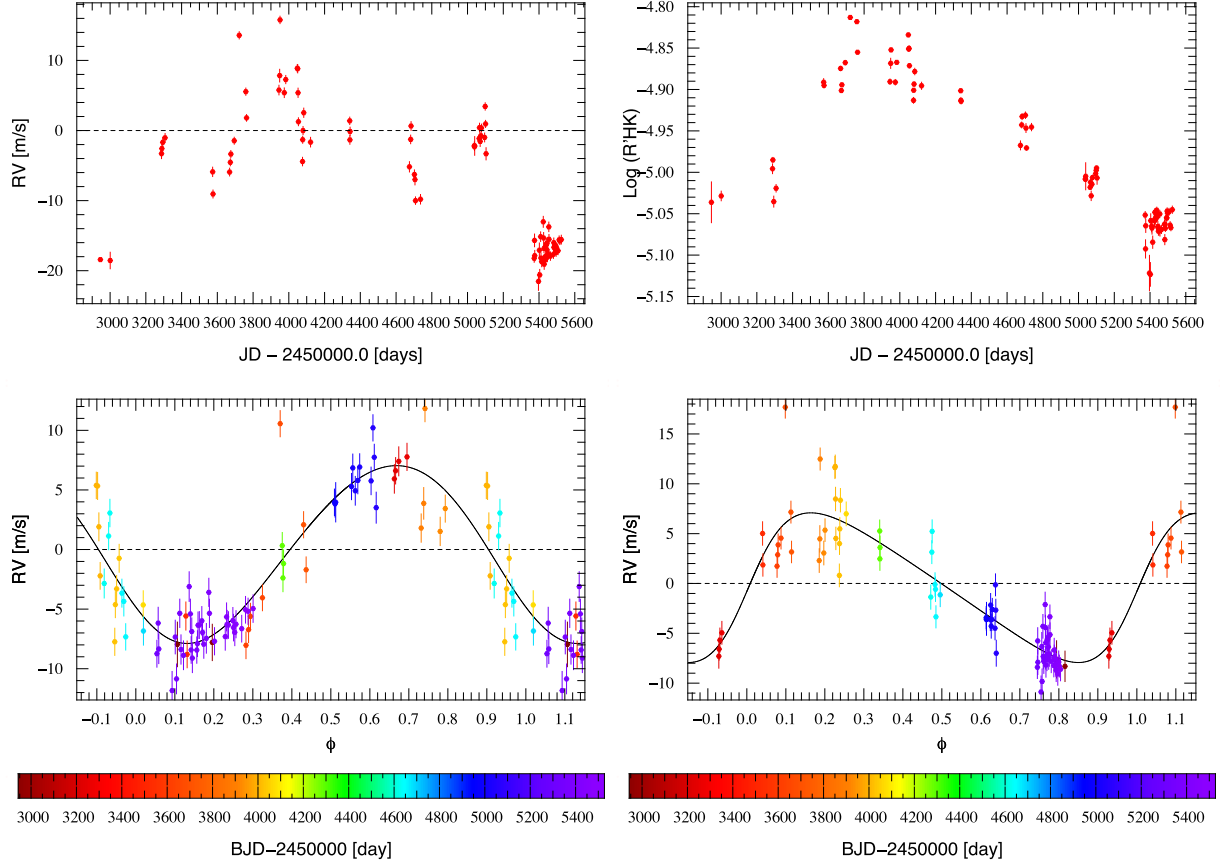 16
8
0
−10
−20
RV [m/s]
3000 3200 3400 3600 3800 4000 4200 4400 4600 4800 5000 5200 5400 5600
JD − 2450000.0 [days]
−4.80
−4.85
−4.90
−4.95
−5.00
−5.05
−5.10
−5.15
Log (R'HK)
3000 3200 3400 3600 3800 4000 4200 4400 4600 4800 5000 5200 5400 5600
JD − 2450000.0 [days]
10
5
0
−5
−10
RV [m/s]
−0.1 0.0 0.1 0.2 0.3 0.4 0.5 0.6 0.7 0.8 0.9 1.0 1.1
ϕ
15
10
5
0
−5
−10
RV [m/s]
−0.1 0.0 0.1 0.2 0.3 0.4 0.5 0.6 0.7 0.8 0.9 1.0 1.1
ϕ
3000 3200 3400 3600 3800 4000 4200 4400 4600 4800 5000 5200 5400
BJD−2450000 [day]
3000 3200 3400 3600 3800 4000 4200 4400 4600 4800 5000 5200 5400
BJD−2450000 [day]